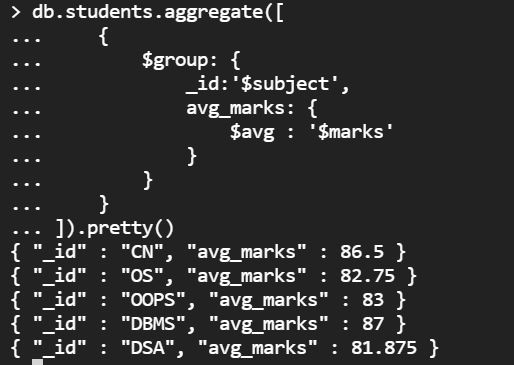 > db.students.aggregate([
...     {
...         $group: {
...             _id:'$subject',
...             avg_marks: {
...                 $avg : '$marks'
...             }
...         }
...     }
... ]).pretty()
{ "_id" : "CN", "avg_marks" : 86.5 }
{ "_id" : "OS", "avg_marks" : 82.75 }
{ "_id" : "OOPS", "avg_marks" : 83 }
{ "_id" : "DBMS", "avg_marks" : 87 }
{ "_id" : "DSA", "avg_marks" : 81.875 }